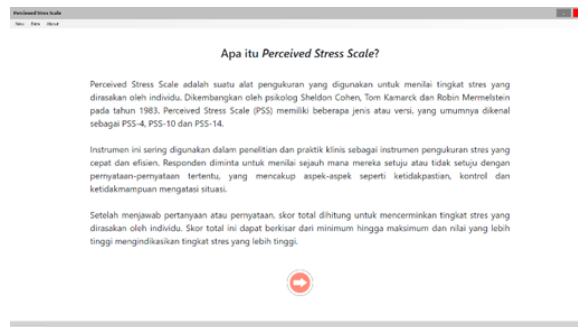 Perceived Stress Scale
New Exm About
Apa itu Perceived Stress Scale?
Perceived Stress Scale adalah suatu alat pengukuran yang digunakan untuk menilai tingkat stres yang
dirasakan oleh individu. Dikembangkan oleh psikolog Sheldon Cohen, Tom Kamarck dan Robin Mermelstein
pada tahun 1983. Perceived Stress Scale (PSS) memiliki beberapa jenis atau versi, yang umumnya dikenal
sebagai PSS-4, PSS-10 dan PSS-14.
Instrumen ini sering digunakan dalam penelitian dan praktik klinis sebagai instrumen pengukuran stres yang
cepat dan efisien. Responden diminta untuk menilai sejauh mana mereka setuju atau tidak setuju dengan
pernyataan-pernyataan tertentu, yang mencakup aspek-aspek seperti ketidakpastian, kontrol dan
ketidakmampuan mengatasi situasi.
Setelah menjawab pertanyaan atau pernyataan, skor total dihitung untuk mencerminkan tingkat stres yang
dirasakan oleh individu. Skor total ini dapat berkisar dari minimum hingga maksimum dan nilai yang lebih
tinggi mengindikasikan tingkat stres yang lebih tinggi.